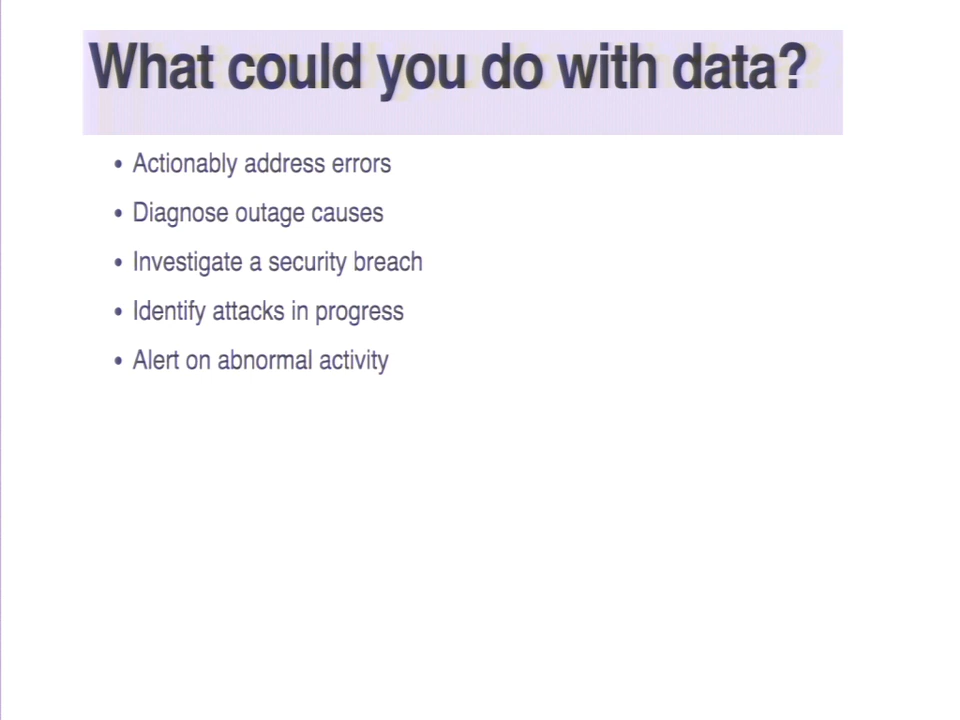 What could you do with data?
• Actionably address errors
• Diagnose outage causes
• Investigate a security breach
• Identify attacks in progress
• Alert on abnormal activity